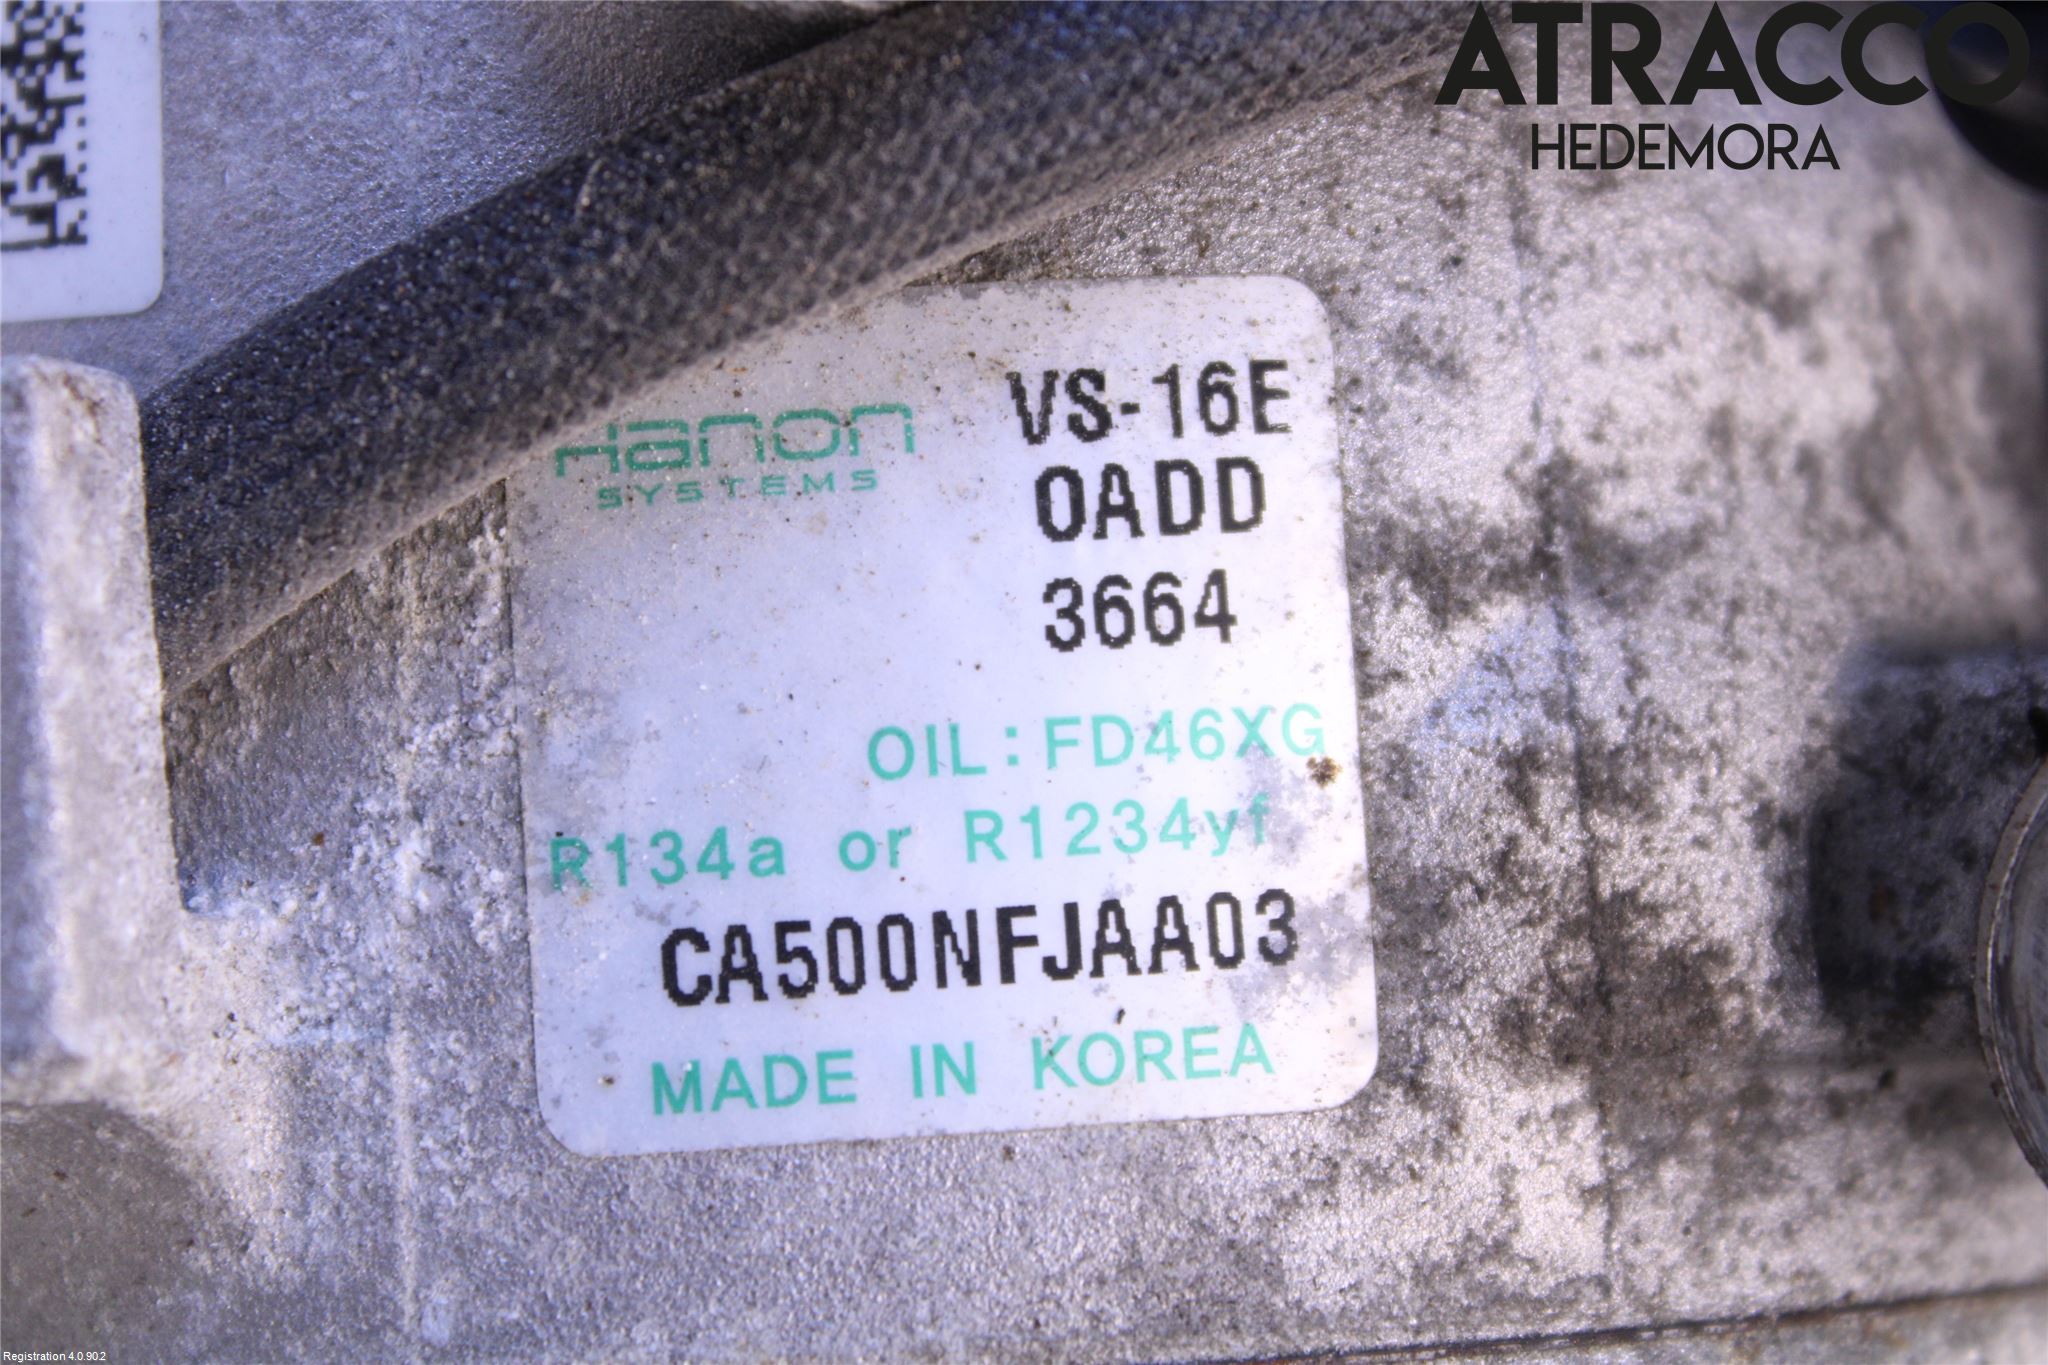 ATRACCO
HEDEMORA
Hanon
SYSTEMS
VS-16E
0ADD
3664
OIL:FD46XG
R134a or R1234yf
CA500NFJAA03
MADE IN KOREA
Registration 4.0.902